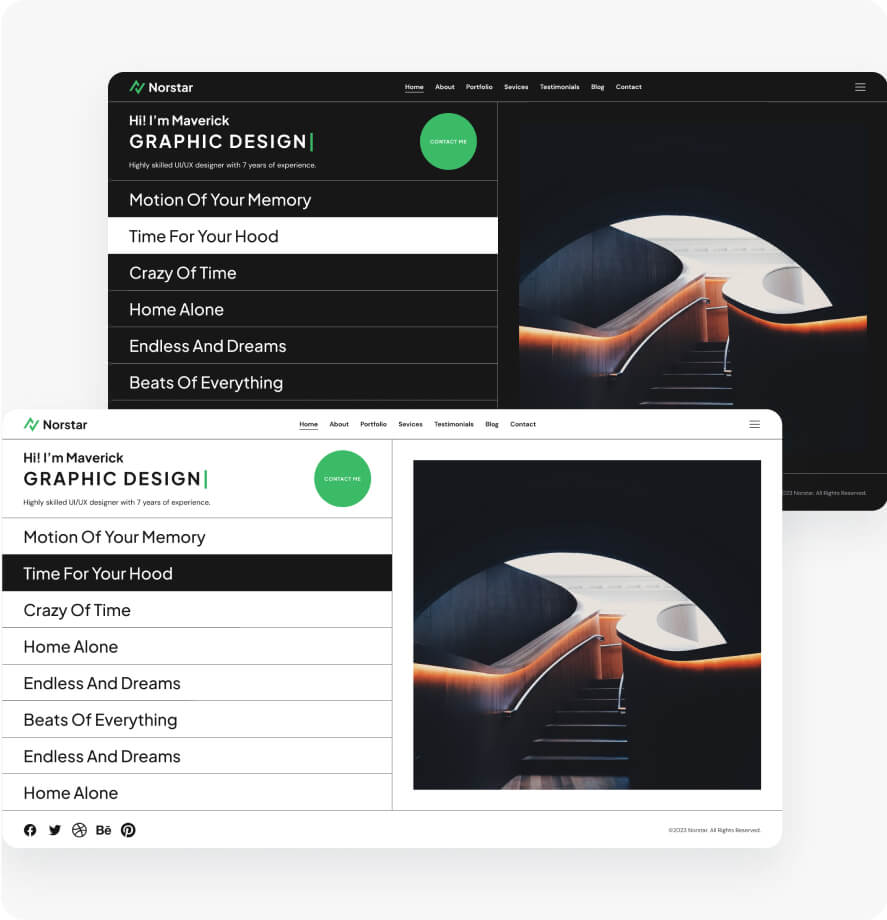 Norstar
Home About Portfolio Sevices Testimonials Blog Contact
Hi! I'm Maverick
GRAPHIC DESIGN
CONTACT ME
Highly skilled UI/UX designer with 7 years of experience.
Motion Of Your Memory
Time For Your Hood
Crazy Of Time
Home Alone
Endless And Dreams
Beats Of Everything
2023 Norstar. All Rights Reserved.
Norstar
Home About Portfolio Sevices Testimonials Blog Contact
Hi! I'm Maverick
GRAPHIC DESIGN
CONTACT ME
Highly skilled UI/UX designer with 7 years of experience.
Motion Of Your Memory
Time For Your Hood
Crazy Of Time
Home Alone
Endless And Dreams
Beats Of Everything
Endless And Dreams
Home Alone
Bē
©2023 Norstar. All Rights Reserved.